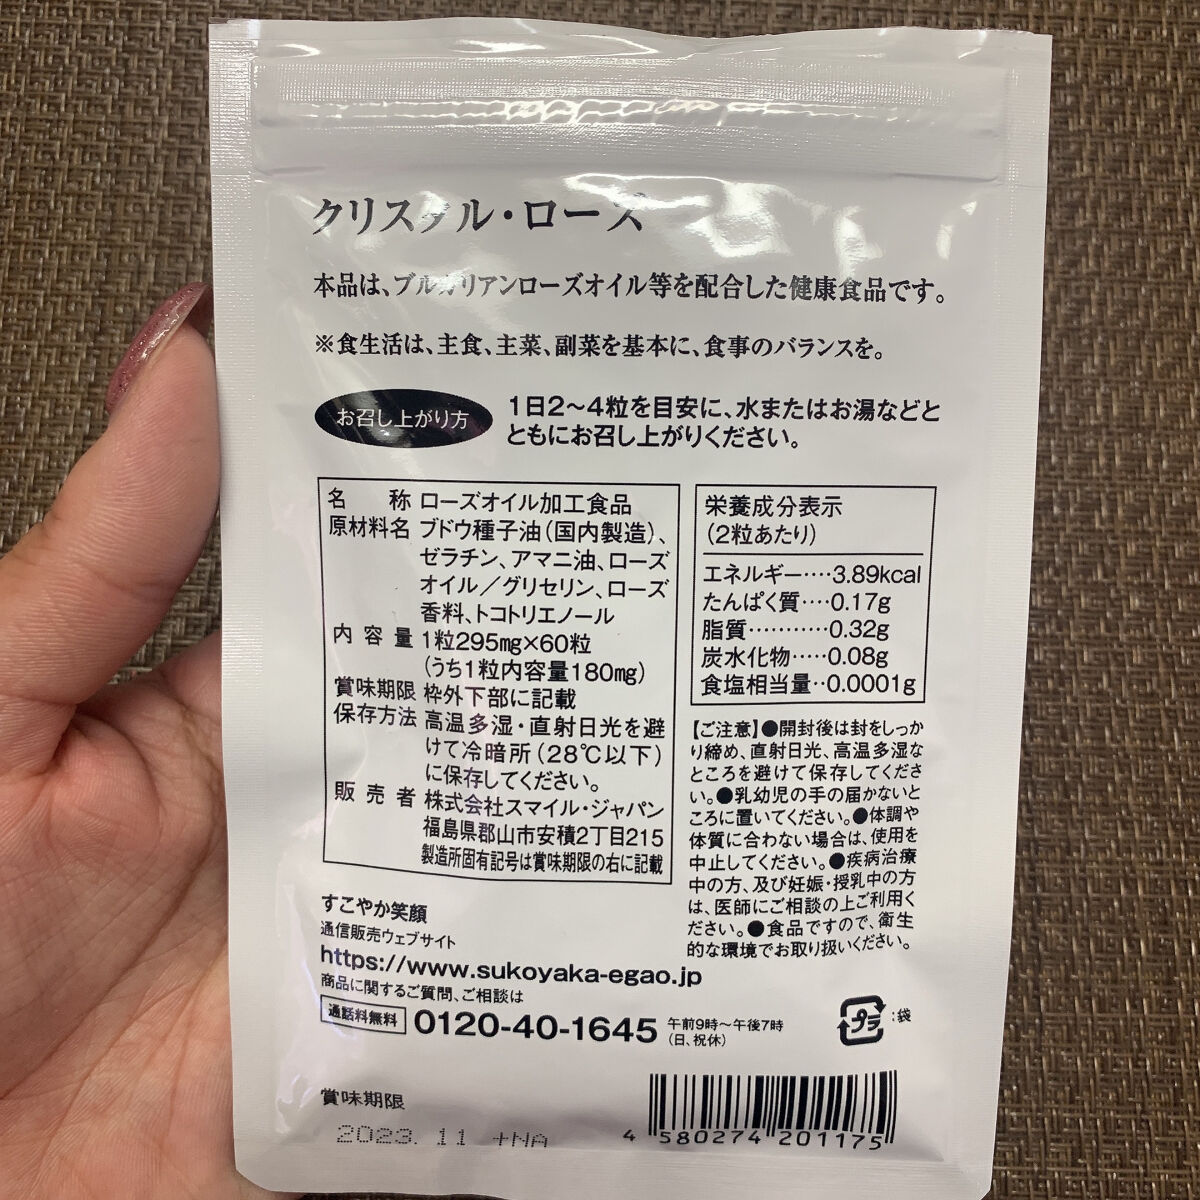 クリスタル・ローズ
本品は、ブルガリアンローズオイル等を配合した健康食品です。
※食生活は、主食、主菜、副菜を基本に、食事のバランスを。
お召し上がり方
1日2～4粒を目安に、水またはお湯などと
ともにお召し上がりください。
名称 ローズオイル加工食品
原材料名 ブドウ種子油（国内製造）、
ゼラチン、アマニ油、ローズ
オイル／グリセリン、ローズ
香料、トコトリエノール
内容量 1粒295mg×60粒
（うち1粒内容量180mg）
賞味期限 枠外下部に記載
保存方法 高温多湿・直射日光を避
けて冷暗所（28℃以下）
に保存してください。
販売者 株式会社スマイル・ジャパン
福島県郡山市安積2丁目215
製造所固有記号は賞味期限の右に記載
栄養成分表示
（2粒あたり）
エネルギー‥‥3.89kcal
たんぱく質‥‥0.17g
脂質‥‥‥‥‥0.32g
炭水化物‥‥‥0.08g
食塩相当量‥0.0001g
【ご注意】●開封後は封をしっか
り締め、直射日光、高温多湿な
ところを避けて保存してくださ
い。●乳幼児の手の届かないと
ころに置いてください。●体調や
体質に合わない場合は、使用を
中止してください。●疾病治療
中の方、及び妊娠・授乳中の方
は、医師にご相談の上ご利用く
ださい。●食品ですので、衛生
的な環境でお取り扱いください。
すこやか笑顔
通信販売ウェブサイト
https://www.sukoyaka-egao.jp
商品に関するご質問、ご相談は
通話料無料 0120-40-1645 午前9時～午後7時
（日、祝休）
プラ :袋
賞味期限
2023.11 +NA
4 580274 201175